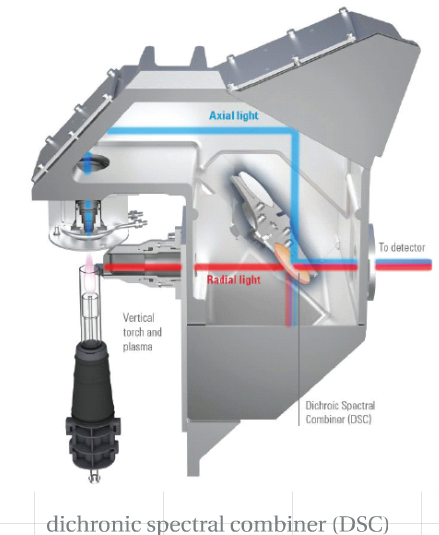 Axial light
To detector
Radial light
Vertical
torch and
plasma
Dichroic Spectral
Combiner (DSC)
dichronic spectral combiner (DSC)